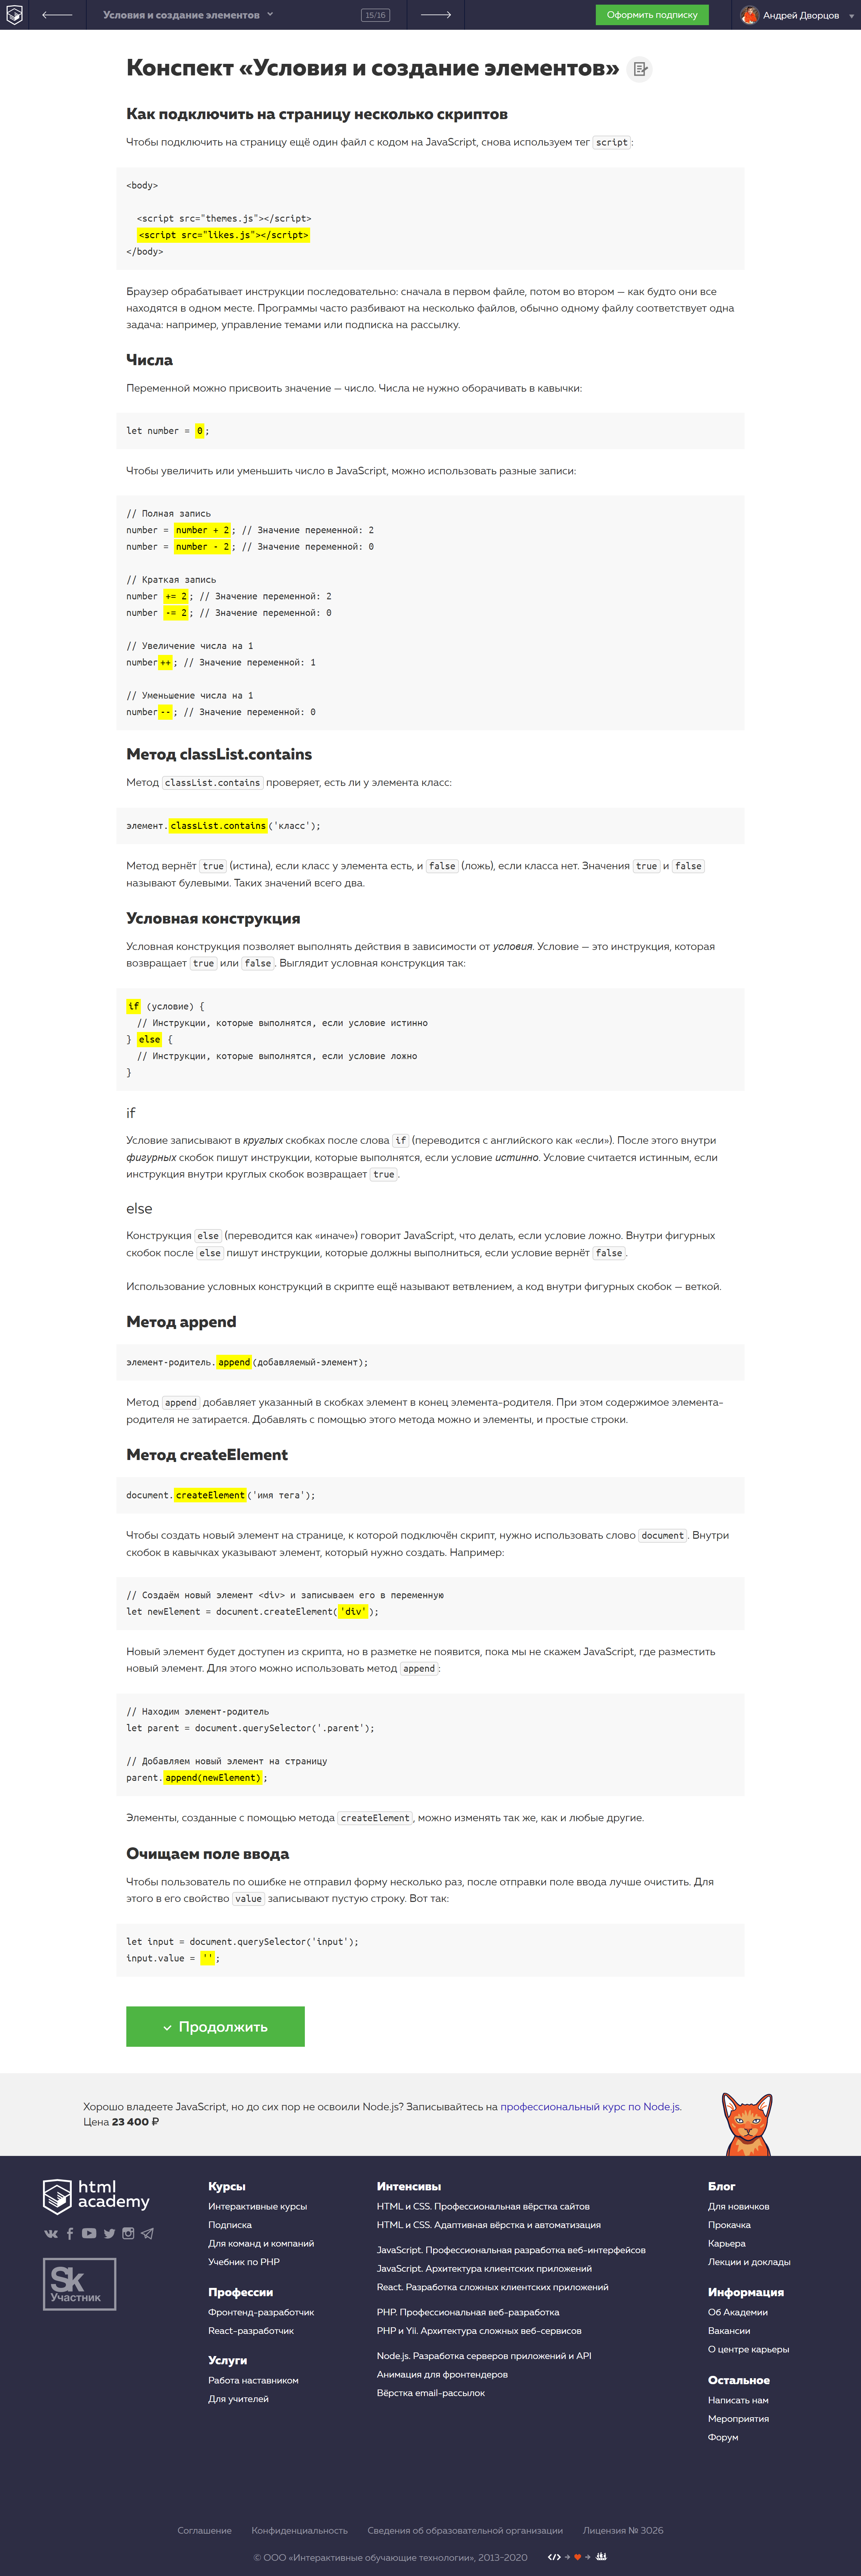 Условия и создание элементов
15/16
Оформить подписку
Андрей Дворцов
Конспект «Условия и создание элементов»
Как подключить на страницу несколько скриптов
Чтобы подключить на страницу ещё один файл с кодом на JavaScript, снова используем тег script:
<body>
<script src="themes.js"></script>
<script src="likes.js"></script>
</body>
Браузер обрабатывает инструкции последовательно: сначала в первом файле, потом во втором — как будто они все
находятся в одном месте. Программы часто разбивают на несколько файлов, обычно одному файлу соответствует одна
задача: например, управление темами или подписка на рассылку.
Числа
Переменной можно присвоить значение — число. Числа не нужно оборачивать в кавычки:
let number = 0;
Чтобы увеличить или уменьшить число в JavaScript, можно использовать разные записи:
// Полная запись
number = number + 2; // Значение переменной: 2
number = number - 2; // Значение переменной: 0
// Краткая запись
number += 2; // Значение переменной: 2
number -= 2; // Значение переменной: 0
// Увеличение числа на 1
number++; // Значение переменной: 1
// Уменьшение числа на 1
number--; // Значение переменной: 0
Метод classList.contains
Метод classList.contains проверяет, есть ли у элемента класс:
элемент.classList.contains('класс');
Метод вернёт true (истина), если класс у элемента есть, и false (ложь), если класса нет. Значения true и false
называют булевыми. Таких значений всего два.
Условная конструкция
Условная конструкция позволяет выполнять действия в зависимости от условия. Условие — это инструкция, которая
возвращает true или false. Выглядит условная конструкция так:
if (условие) {
// Инструкции, которые выполнятся, если условие истинно
} else {
// Инструкции, которые выполнятся, если условие ложно
}
if
Условие записывают в круглых скобках после слова if (переводится с английского как «если»). После этого внутри
фигурных скобок пишут инструкции, которые выполнятся, если условие истинно. Условие считается истинным, если
инструкция внутри круглых скобок возвращает true.
else
Конструкция else (переводится как «иначе») говорит JavaScript, что делать, если условие ложно. Внутри фигурных
скобок после else пишут инструкции, которые должны выполниться, если условие вернёт false.
Использование условных конструкций в скрипте ещё называют ветвлением, а код внутри фигурных скобок — веткой.
Метод append
элемент-родитель.append(добавляемый-элемент);
Метод append добавляет указанный в скобках элемент в конец элемента-родителя. При этом содержимое элемента-
родителя не затирается. Добавлять с помощью этого метода можно и элементы, и простые строки.
Метод createElement
document.createElement('имя тега');
Чтобы создать новый элемент на странице, к которой подключён скрипт, нужно использовать слово document. Внутри
скобок в кавычках указывают элемент, который нужно создать. Например:
// Создаём новый элемент <div> и записываем его в переменную
let newElement = document.createElement('div');
Новый элемент будет доступен из скрипта, но в разметке не появится, пока мы не скажем JavaScript, где разместить
новый элемент. Для этого можно использовать метод append:
// Находим элемент-родитель
let parent = document.querySelector('.parent');
// Добавляем новый элемент на страницу
parent.append(newElement);
Элементы, созданные с помощью метода createElement, можно изменять так же, как и любые другие.
Очищаем поле ввода
Чтобы пользователь по ошибке не отправил форму несколько раз, после отправки поле ввода лучше очистить. Для
этого в его свойство value записывают пустую строку. Вот так:
let input = document.querySelector('input');
input.value = '';
Продолжить
Хорошо владеете JavaScript, но до сих пор не освоили Node.js? Записывайтесь на профессиональный курс по Node.js.
Цена 23 400 ₽
html
academy
Sk
Участник
Курсы
Интерактивные курсы
Подписка
Для команд и компаний
Учебник по PHP
Профессии
Фронтенд-разработчик
React-разработчик
Услуги
Работа наставником
Для учителей
Интенсивы
HTML и CSS. Профессиональная вёрстка сайтов
HTML и CSS. Адаптивная вёрстка и автоматизация
JavaScript. Профессиональная разработка веб-интерфейсов
JavaScript. Архитектура клиентских приложений
React. Разработка сложных клиентских приложений
PHP. Профессиональная веб-разработка
PHP и Yii. Архитектура сложных веб-сервисов
Node.js. Разработка серверов приложений и API
Анимация для фронтендеров
Вёрстка email-рассылок
Блог
Для новичков
Прокачка
Карьера
Лекции и доклады
Информация
Об Академии
Вакансии
О центре карьеры
Остальное
Написать нам
Мероприятия
Форум
Соглашение Конфиденциальность Сведения об образовательной организации Лицензия № 3026
© ООО «Интерактивные обучающие технологии», 2013–2020